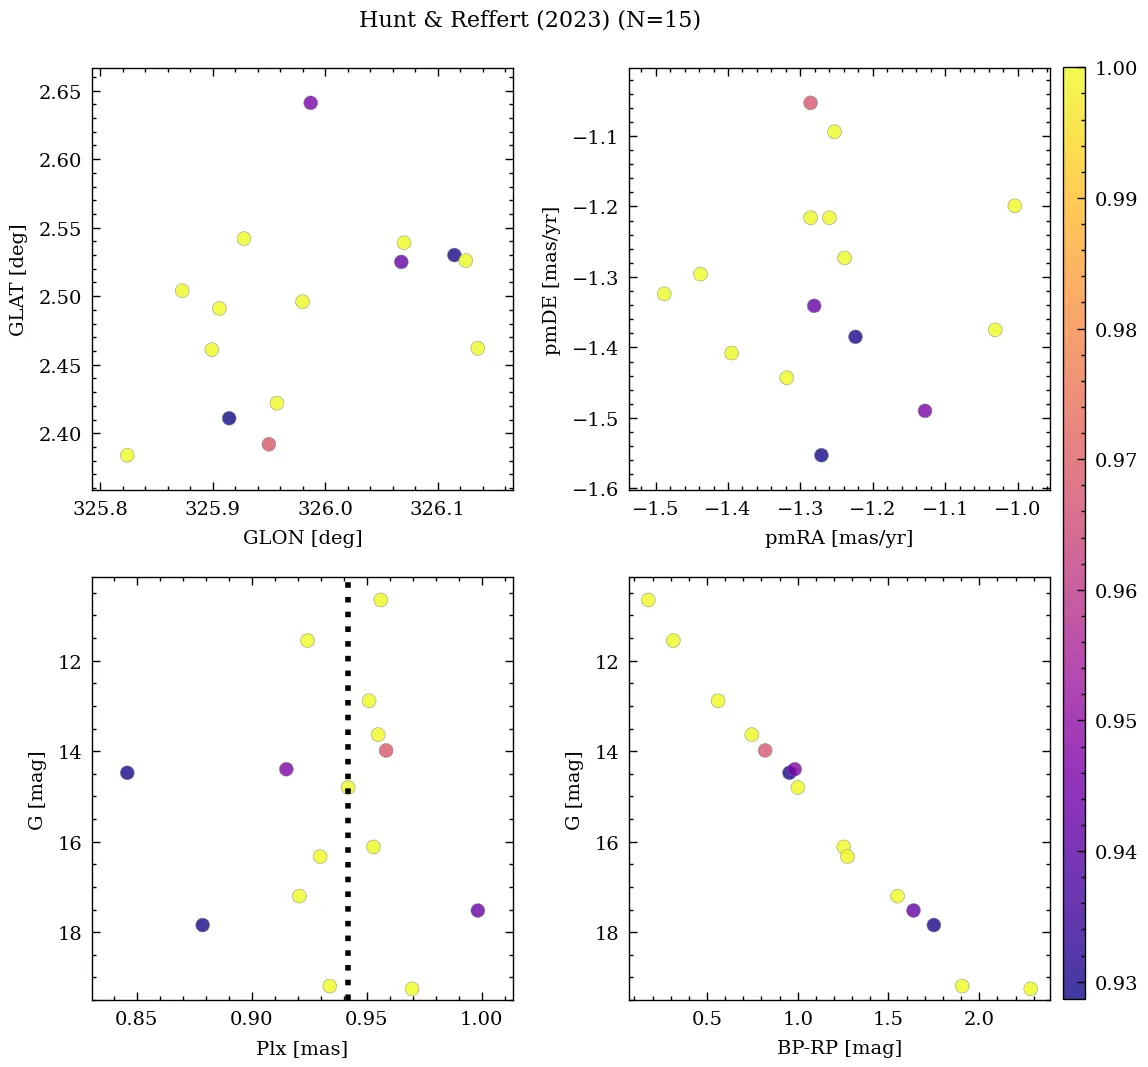 Hunt & Reffert (2023) (N=15)
2.65
2.60
2.55
2.50
2.45
2.40
GLAT [deg]
325.8 325.9 326.0 326.1
GLON [deg]
−1.1
−1.2
−1.3
−1.4
−1.5
−1.6
pmDE [mas/yr]
−1.5 −1.4 −1.3 −1.2 −1.1 −1.0
pmRA [mas/yr]
12
14
16
18
G [mag]
0.85 0.90 0.95 1.00
Plx [mas]
12
14
16
18
G [mag]
0.5 1.0 1.5 2.0
BP-RP [mag]
1.00
0.99
0.98
0.97
0.96
0.95
0.94
0.93